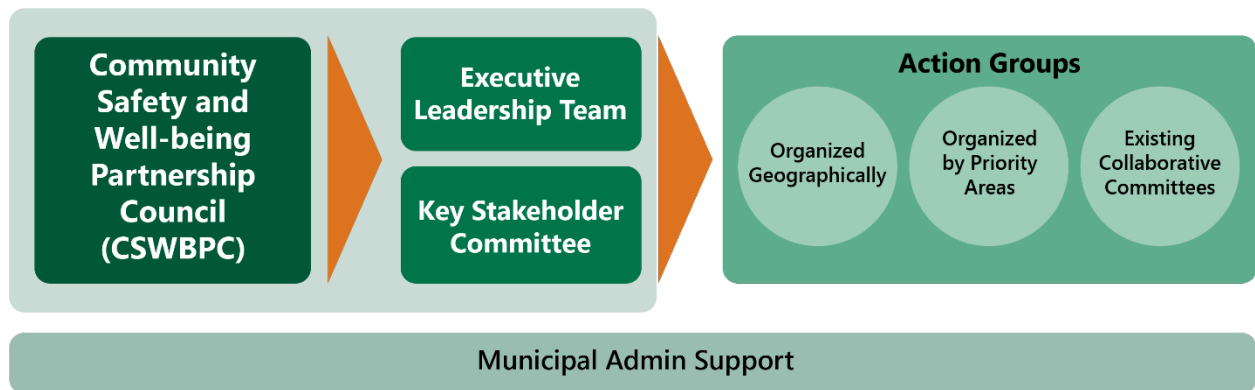 Community
Safety and
Well-being
Partnership
Council
(CSWBPC)
Executive
Leadership Team
Key Stakeholder
Committee
Action Groups
Organized
Geographically
Organized
by Priority
Areas
Existing
Collaborative
Committees
Municipal Admin Support